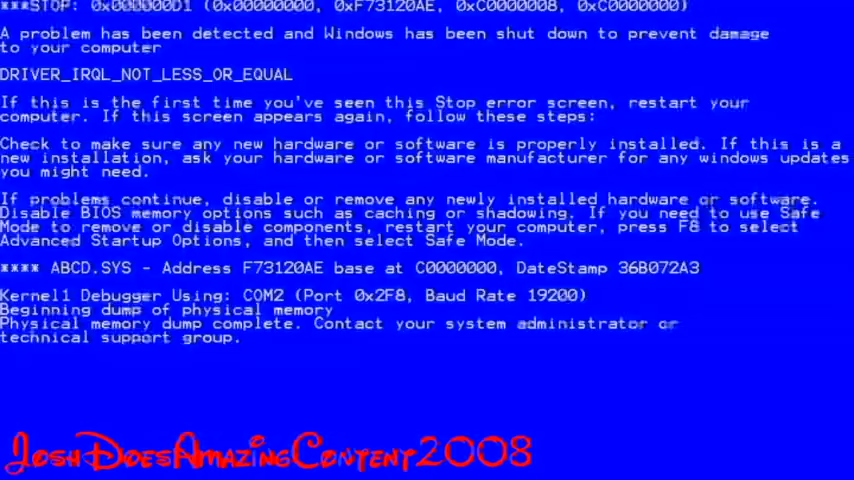 ***STOP: 0x000000D1 (0x00000000, 0xF73120AE, 0xC0000008, 0xC0000000)
A problem has been detected and Windows has been shut down to prevent damage
to your computer
DRIVER_IRQL_NOT_LESS_OR_EQUAL
If this is the first time you've seen this Stop error screen, restart your
computer. If this screen appears again, follow these steps:
Check to make sure any new hardware or software is properly installed. If this is a
new installation, ask your hardware or software manufacturer for any windows updates
you might need.
If problems continue, disable or remove any newly installed hardware or software.
Disable BIOS memory options such as caching or shadowing. If you need to use Safe
Mode to remove or disable components, restart your computer, press F8 to select
Advanced Startup Options, and then select Safe Mode.
**** ABCD.SYS - Address F73120AE base at C0000000, DateStamp 36B072A3
Kernel1 Debugger Using: COM2 (Port 0x2F8, Baud Rate 19200)
Beginning dump of physical memory
Physical memory dump complete. Contact your system administrator or
technical support group.
JoshDoesAmazingContent2008